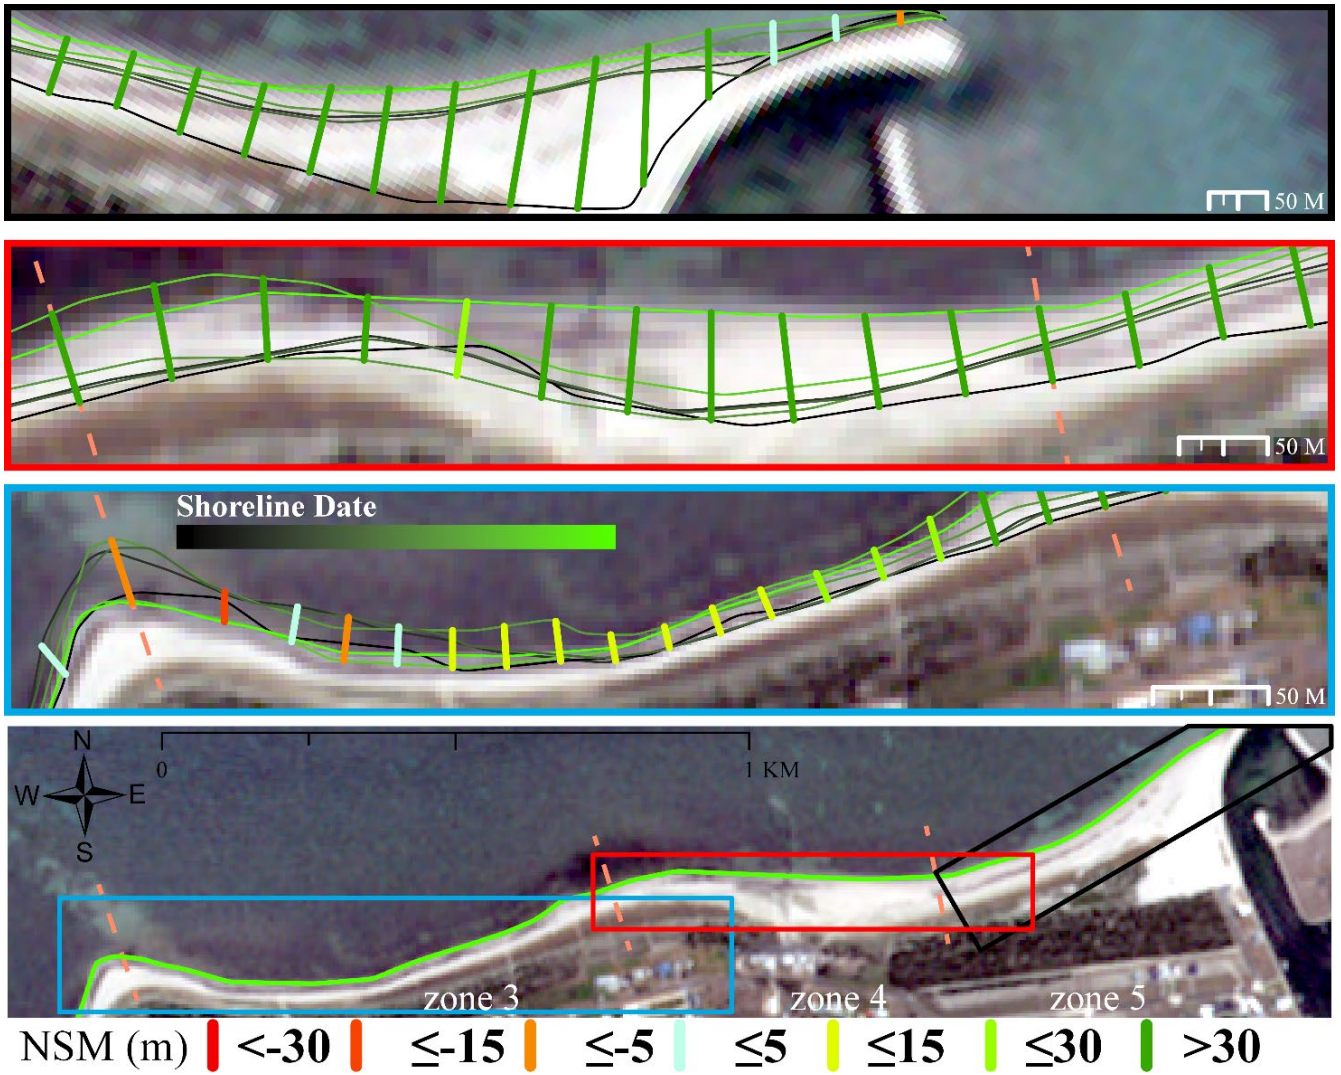 50 M
50 M
Shoreline Date
50 M
N
W E
S
0 1 KM
zone 3 zone 4 zone 5
NSM (m) <-30 ≤-15 ≤-5 ≤5 ≤15 ≤30 >30